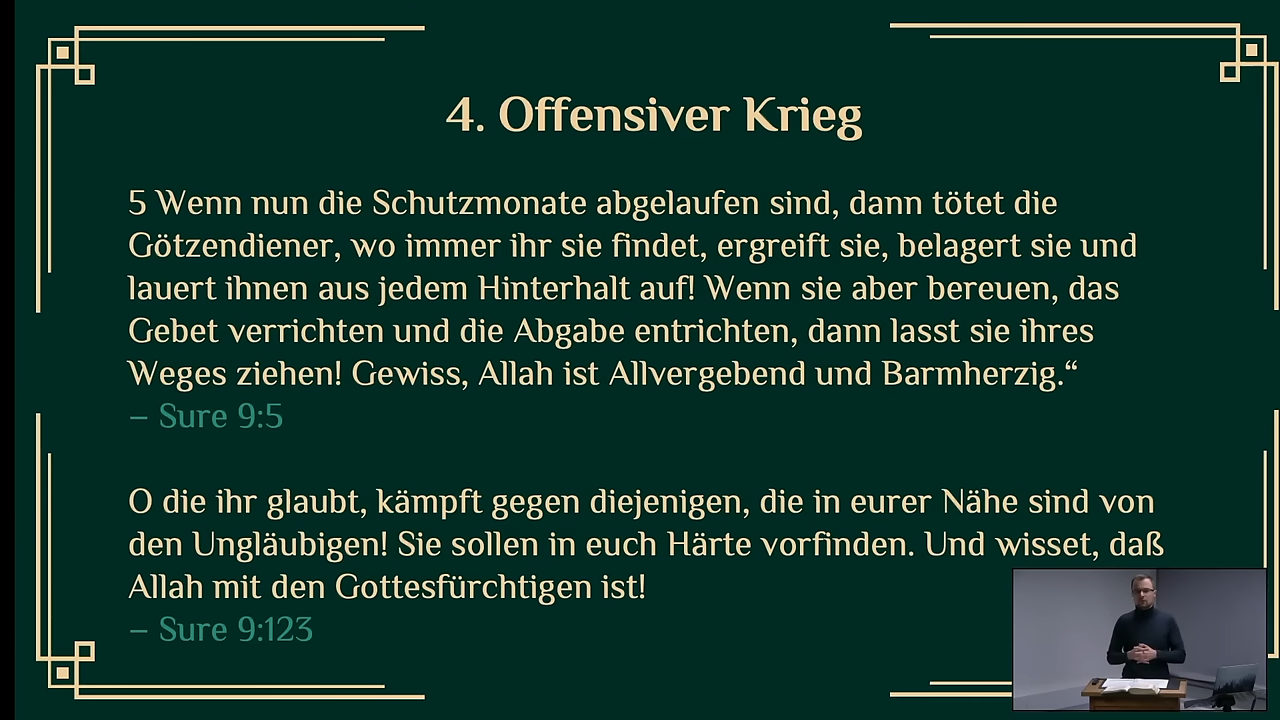 4. Offensiver Krieg
5 Wenn nun die Schutzmonate abgelaufen sind, dann tötet die
Götzendiener, wo immer ihr sie findet, ergreift sie, belagert sie und
lauert ihnen aus jedem Hinterhalt auf! Wenn sie aber bereuen, das
Gebet verrichten und die Abgabe entrichten, dann lasst sie ihres
Weges ziehen! Gewiss, Allah ist Allvergebend und Barmherzig.“
– Sure 9:5
O die ihr glaubt, kämpft gegen diejenigen, die in eurer Nähe sind von
den Ungläubigen! Sie sollen in euch Härte vorfinden. Und wisset, daß
Allah mit den Gottesfürchtigen ist!
– Sure 9:123